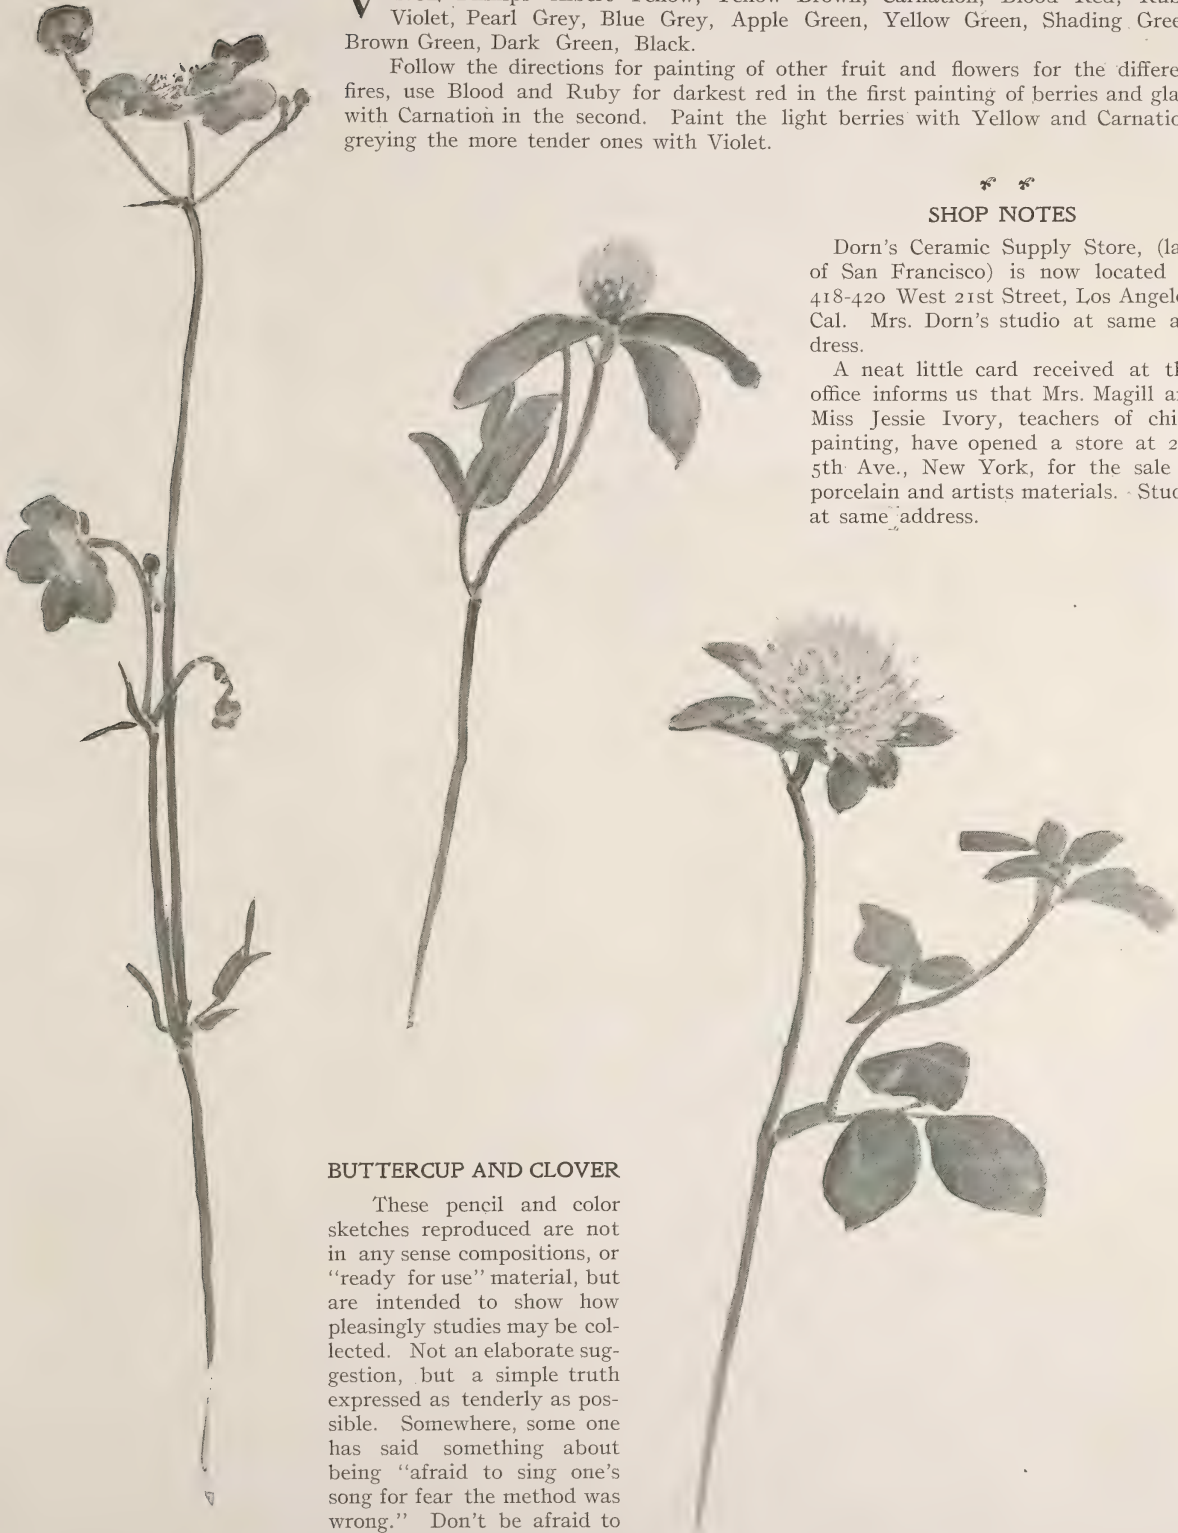 Violet, Pearl Grey, Blue Grey, Apple Green, Yellow Green, Shading
Brown Green, Dark Green, Black.
Follow the directions for painting of other fruit and flowers for the
fires, use Blood and Ruby for darkest red in the first painting of berries and
with Carnation in the second. Paint the light berries with Yellow and
greying the more tender ones with Violet.
SHOP NOTES
Dorn's Ceramic Supply Store,
of San Francisco) is now located
418-420 West 21st Street, Los
Cal. Mrs. Dorn's studio at same
dress.
A neat little card received at
office informs us that Mrs. Magill
Miss Jessie Ivory, teachers of
painting, have opened a store at
5th Ave., New York, for the sale
porcelain and artists materials.
at same address.
BUTTERCUP AND CLOVER
These pencil and color
sketches reproduced are not
in any sense compositions, or
“ready for use” material, but
are intended to show how
pleasingly studies may be col-
lected. Not an elaborate sug-
gestion, but a simple truth
expressed as tenderly as pos-
sible. Somewhere, some one
has said something about
being “afraid to sing one's
song for fear the method was
wrong.” Don't be afraid to